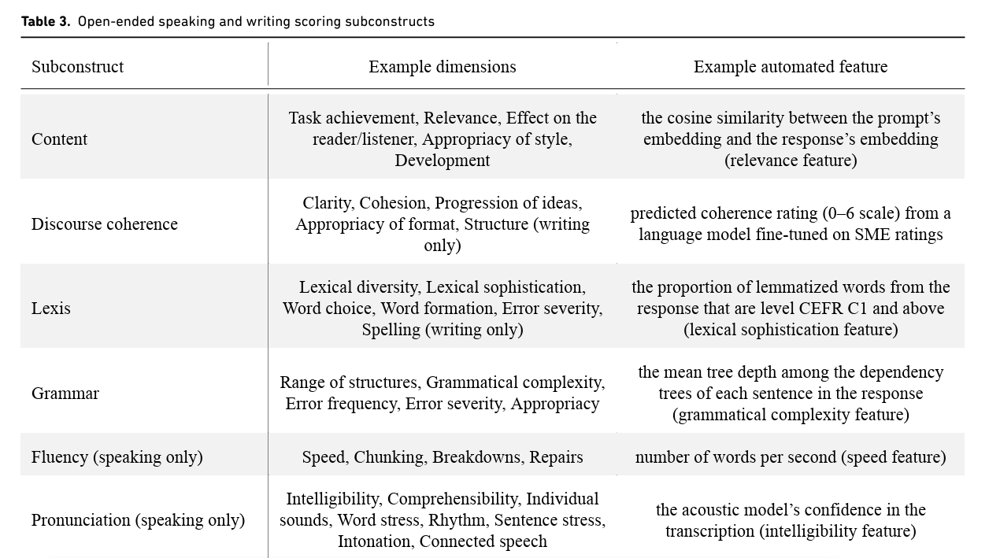 Table 3. Open-ended speaking and writing scoring subconstructs
Subconstruct
Example dimensions
Example automated feature
Content
Task achievement, Relevance, Effect on the
reader/listener, Appropriacy of style,
Development
the cosine similarity between the prompt’s
embedding and the response’s embedding
(relevance feature)
Discourse coherence
Clarity, Cohesion, Progression of ideas,
Appropriacy of format, Structure (writing
only)
predicted coherence rating (0–6 scale) from a
language model fine-tuned on SME ratings
Lexis
Lexical diversity, Lexical sophistication,
Word choice, Word formation, Error severity,
Spelling (writing only)
the proportion of lemmatized words from the
response that are level CEFR C1 and above
(lexical sophistication feature)
Grammar
Range of structures, Grammatical complexity,
Error frequency, Error severity, Appropriacy
the mean tree depth among the dependency
trees of each sentence in the response
(grammatical complexity feature)
Fluency (speaking only)
Speed, Chunking, Breakdowns, Repairs
number of words per second (speed feature)
Pronunciation (speaking only)
Intelligibility, Comprehensibility, Individual
sounds, Word stress, Rhythm, Sentence stress,
Intonation, Connected speech
the acoustic model’s confidence in the
transcription (intelligibility feature)